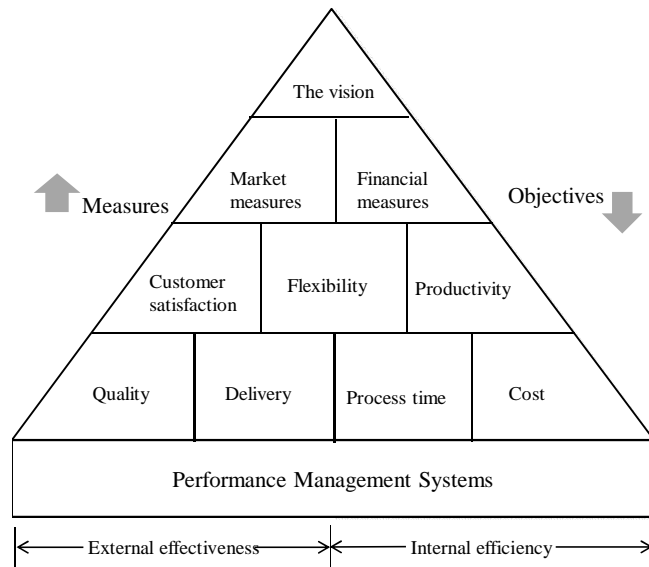 The vision
Market
measures
Financial
measures
Measures
Objectives
Customer
satisfaction
Flexibility
Productivity
Quality
Delivery
Process time
Cost
Performance Management Systems
External effectiveness
Internal efficiency